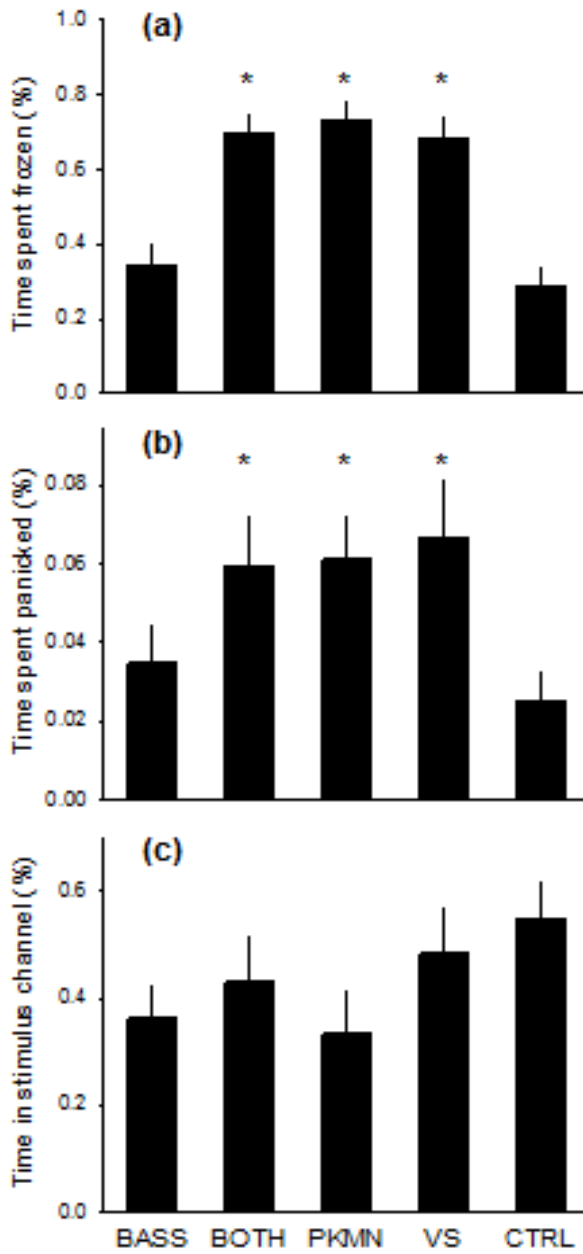 (a)
Time spent frozen (%)
1.0
0.8
0.6
0.4
0.2
0.0
* * *
(b)
Time spent panicked (%)
0.08
0.06
0.04
0.02
0.00
* * *
(c)
Time in stimulus channel (%)
0.6
0.4
0.2
0.0
BASS BOTH PKMN VS CTRL